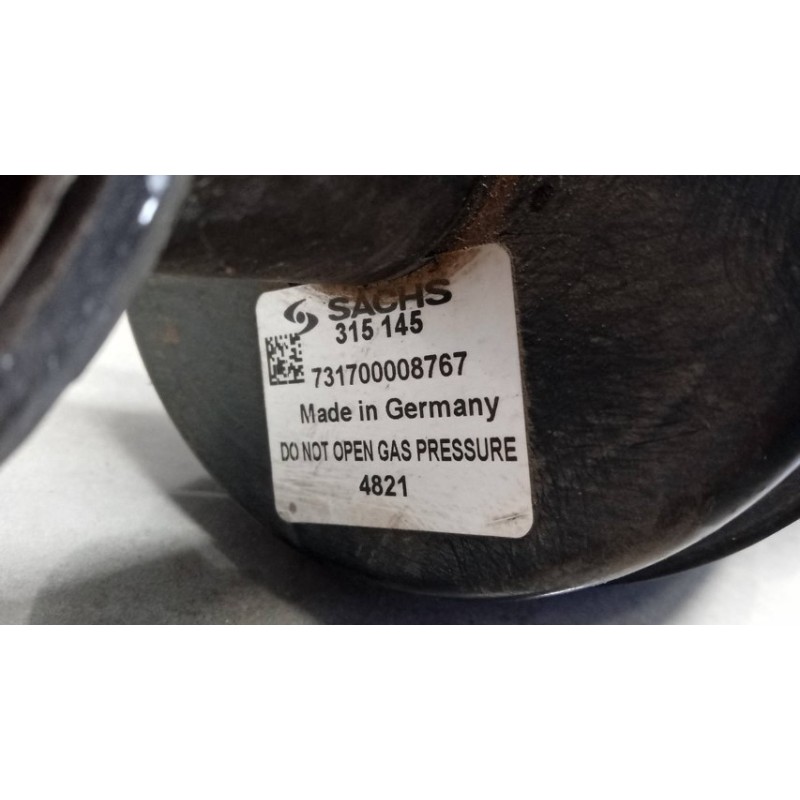 SACHS
315 145
731700008767
Made in Germany
DO NOT OPEN GAS PRESSURE
4821